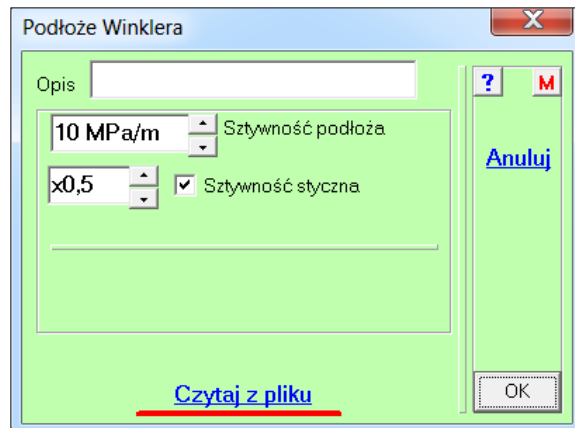 Podłoże Winklera
Opis
? M
10 MPa/m Sztywność podłoża
Anuluj
x0,5 Sztywność styczna
Czytaj z pliku
OK